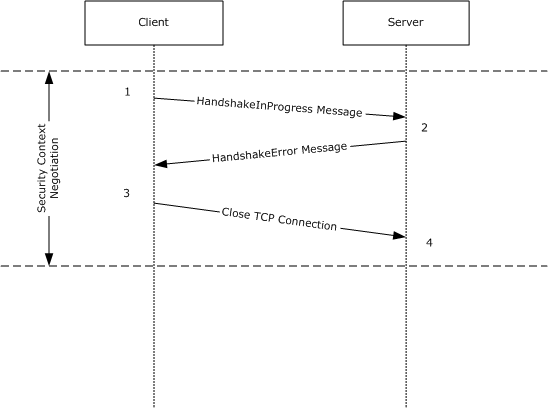 Client
Server
1
HandshakeInProgress Message
2
HandshakeError Message
Security Context
Negotiation
3
Close TCP Connection
4